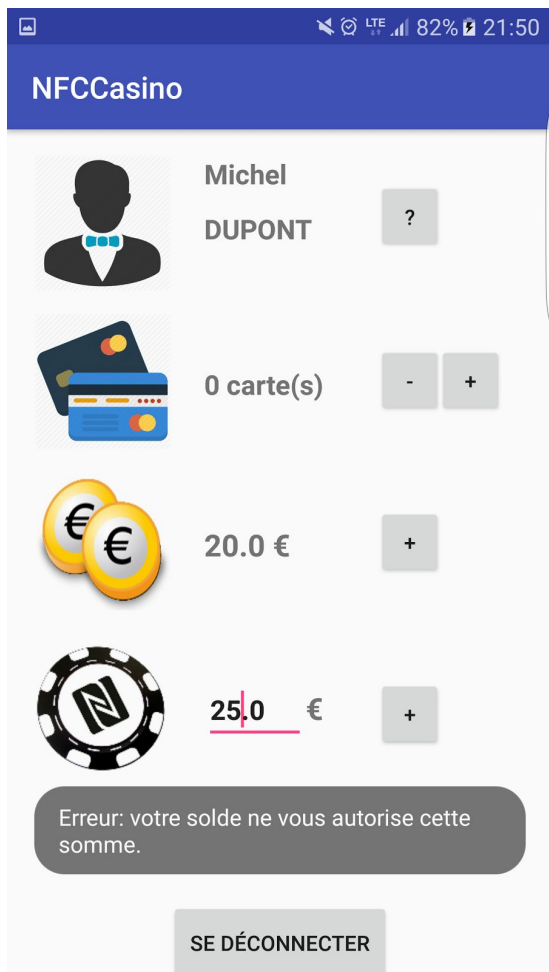 LTE 82% 21:50
NFCCasino
Michel
DUPONT
?
0 carte(s)
- +
€ €
20.0 €
+
25.0 €
+
Erreur: votre solde ne vous autorise cette
somme.
SE DÉCONNECTER